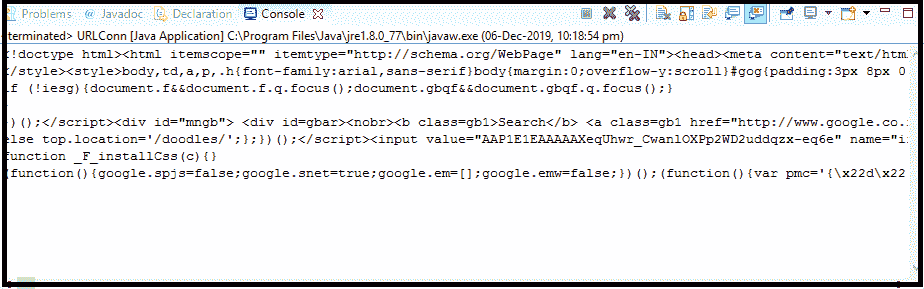 Problems @ Javadoc Declaration Console
terminated> URLConn [Java Application] C:\Program Files\Java\jre1.8.0_77\bin\javaw.exe (06-Dec-2019, 10:18:54 pm)
<!doctype html><html itemscope="" itemtype="http://schema.org/WebPage" lang="en-IN"><head><meta content="text/htm
/style><style>body,td,a,p,.h{font-family:arial,sans-serif}body{margin:0;overflow-y:scroll}#gog{padding:3px 8px 0
if (!iesg){document.f&&document.f.q.focus();document.gbqf&&document.gbqf.q.focus();}
})();</script><div id="mngb"> <div id=gbar><nobr><b class=gb1>Search</b> <a class=gb1 href="http://www.google.co.
else top.location='/doodles/';};})();</script><input value="AAP1E1EAAAAAXeqUhwr_CwanlOXPp2WD2uddqzx-eq6e" name="i
function _F_installCss(c){}
(function(){google.spjs=false;google.snet=true;google.em=[];google.emw=false;})();(function(){var pmc='{\x22d\x22